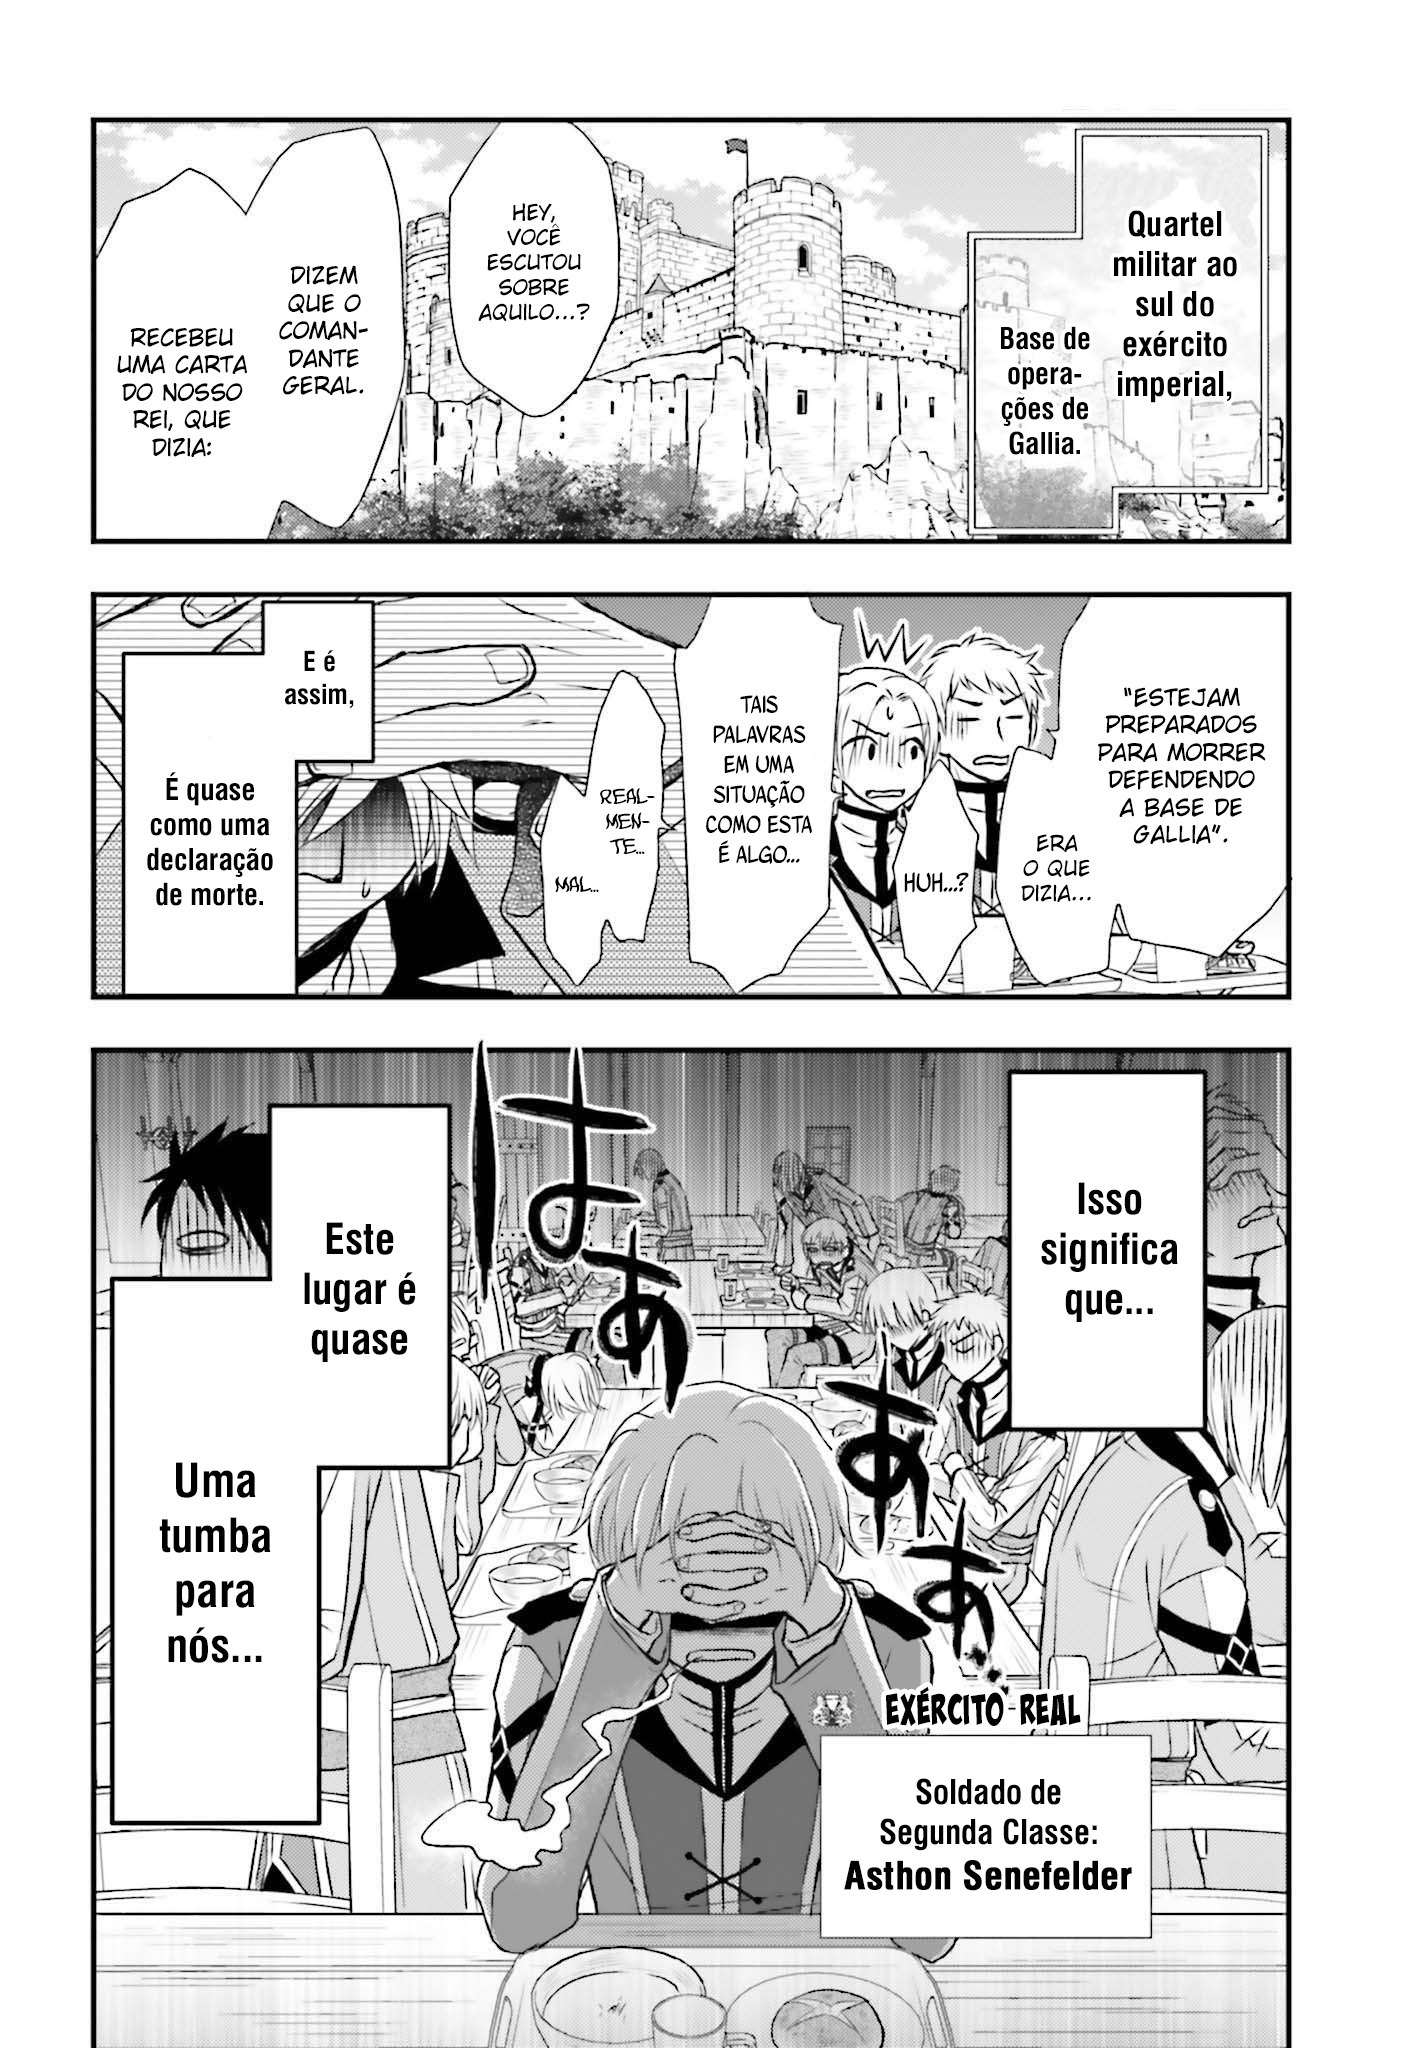 Quartel
militar ao
sul do
exército
imperial,
Base de
opera-
ções de
Gallia.
HEY,
VOCÊ
ESCUTOU
SOBRE
AQUILO...?
DIZEM
QUE O
COMAN-
DANTE
GERAL.
RECEBEU
UMA CARTA
DO NOSSO
REI, QUE
DIZIA:
"ESTEJAM
PREPARADOS
PARA MORRER
DEFENDENDO
A BASE DE
GALLIA".
ERA
O QUE
DIZIA...
HUH...?
TAIS
PALAVRAS
EM UMA
SITUAÇÃO
COMO ESTA
É ALGO...
REAL-
MEN-
TE...
MAL...
E é
assim,
É quase
como uma
declaração
de morte.
Isso
significa
que...
はぁ
ぁぁ
Este
lugar é
quase
Uma
tumba
para
nós...
EXÉRCITO REAL
Soldado de
Segunda Classe:
Asthon Senefelder